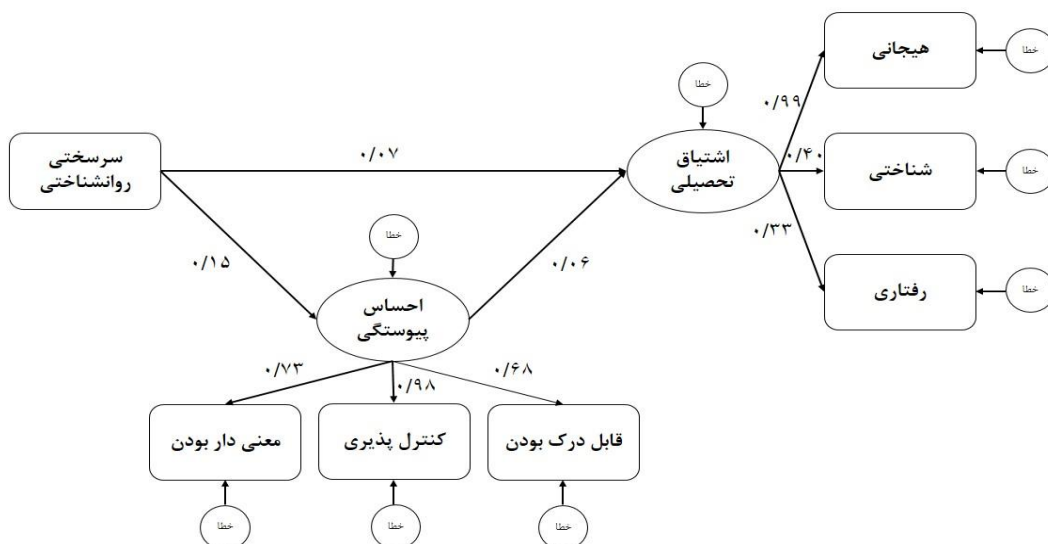 هیجانی
خطا
۰/۹۹
خطا
اشتیاق
تحصیلی
۰/۴۰
شناختی
خطا
سرسختی
روانشناختی
۰/۰۷
۰/۳۳
رفتاری
خطا
۰/۱۵
خطا
۰/۰۶
احساس
پیوستگی
۰/۷۳
۰/۹۸
۰/۶۸
معنی دار بودن
کنترل پذیری
قابل درک بودن
خطا
خطا
خطا